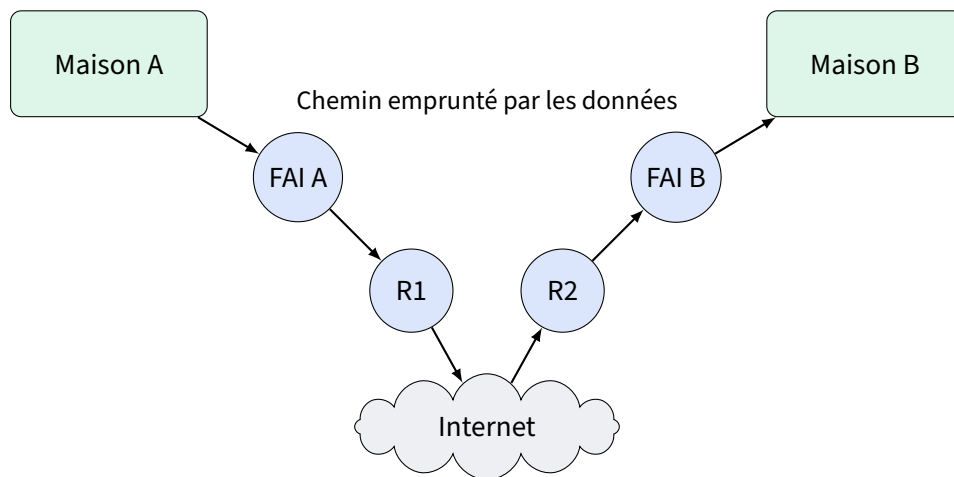 Maison A
Maison B
Chemin emprunté par les données
FAI A
FAI B
R1
R2
Internet